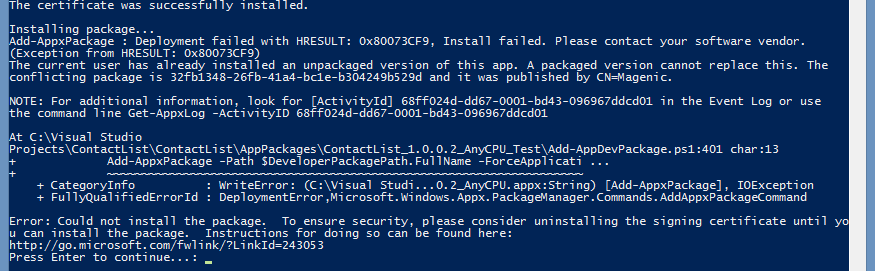 The certificate was successfully installed.
Installing package...
Add-AppxPackage : Deployment failed with HRESULT: 0x80073CF9, Install failed. Please contact your software vendor.
(Exception from HRESULT: 0x80073CF9)
The current user has already installed an unpackaged version of this app. A packaged version cannot replace this. The
conflicting package is 32fb1348-26fb-41a4-bc1e-b304249b529d and it was published by CN=Magenic.
NOTE: For additional information, look for [ActivityId] 68ff024d-dd67-0001-bd43-096967ddcd01 in the Event Log or use
the command line Get-AppxLog -ActivityID 68ff024d-dd67-0001-bd43-096967ddcd01
At C:\Visual Studio
Projects\ContactList\ContactList\AppPackages\ContactList_1.0.0.2_AnyCPU_Test\Add-AppDevPackage.ps1:401 char:13
+             Add-AppxPackage -Path $DeveloperPackagePath.FullName -ForceApplicati ...
+             ~~~~~~~~~~~~~~~~~~~~~~~~~~~~~~~~~~~~~~~~~~~~~~~~~~~~~~~~~~~~~~~~~~~~
    + CategoryInfo          : WriteError: (C:\Visual Studi...0.2_AnyCPU.appx:String) [Add-AppxPackage], IOException
    + FullyQualifiedErrorId : DeploymentError,Microsoft.Windows.Appx.PackageManager.Commands.AddAppxPackageCommand
Error: Could not install the package.  To ensure security, please consider uninstalling the signing certificate until yo
u can install the package.  Instructions for doing so can be found here:
http://go.microsoft.com/fwlink/?LinkId=243053
Press Enter to continue...: _